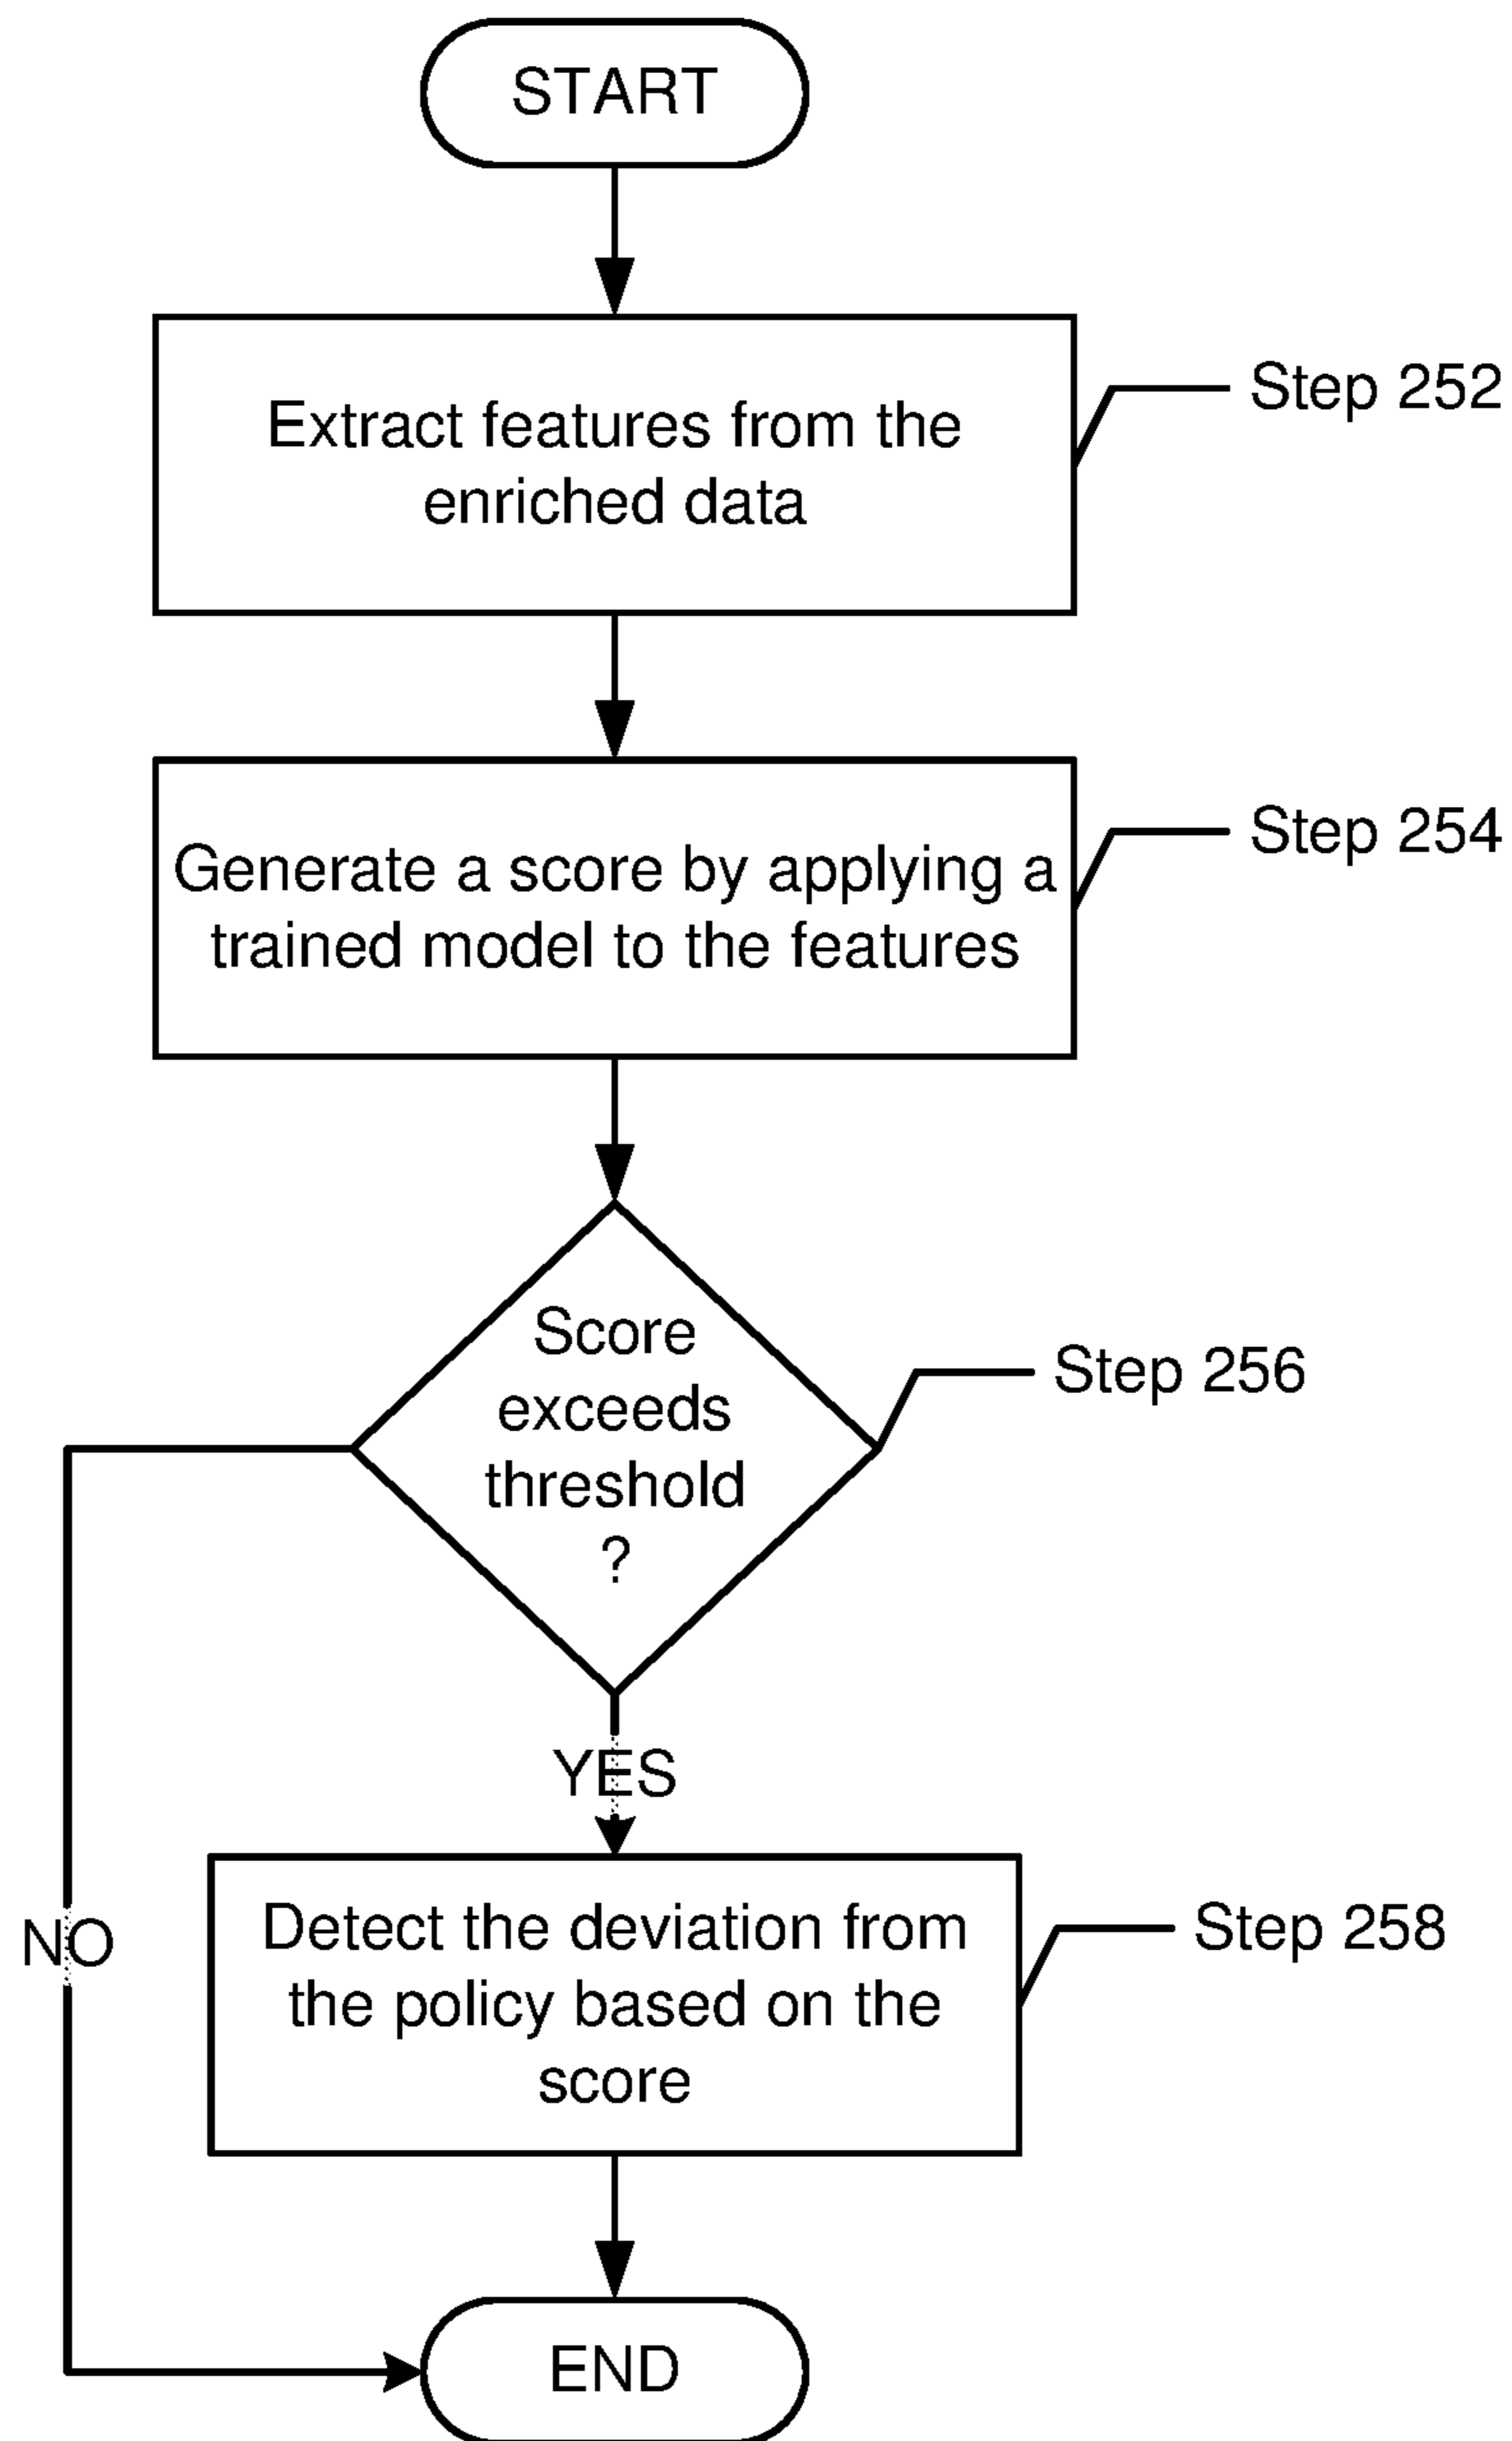 START
Extract features from the
enriched data
Step 252
Generate a score by applying a
trained model to the features
Step 254
Score
exceeds
threshold
?
Step 256
YES
NO
Detect the deviation from
the policy based on the
score
Step 258
END